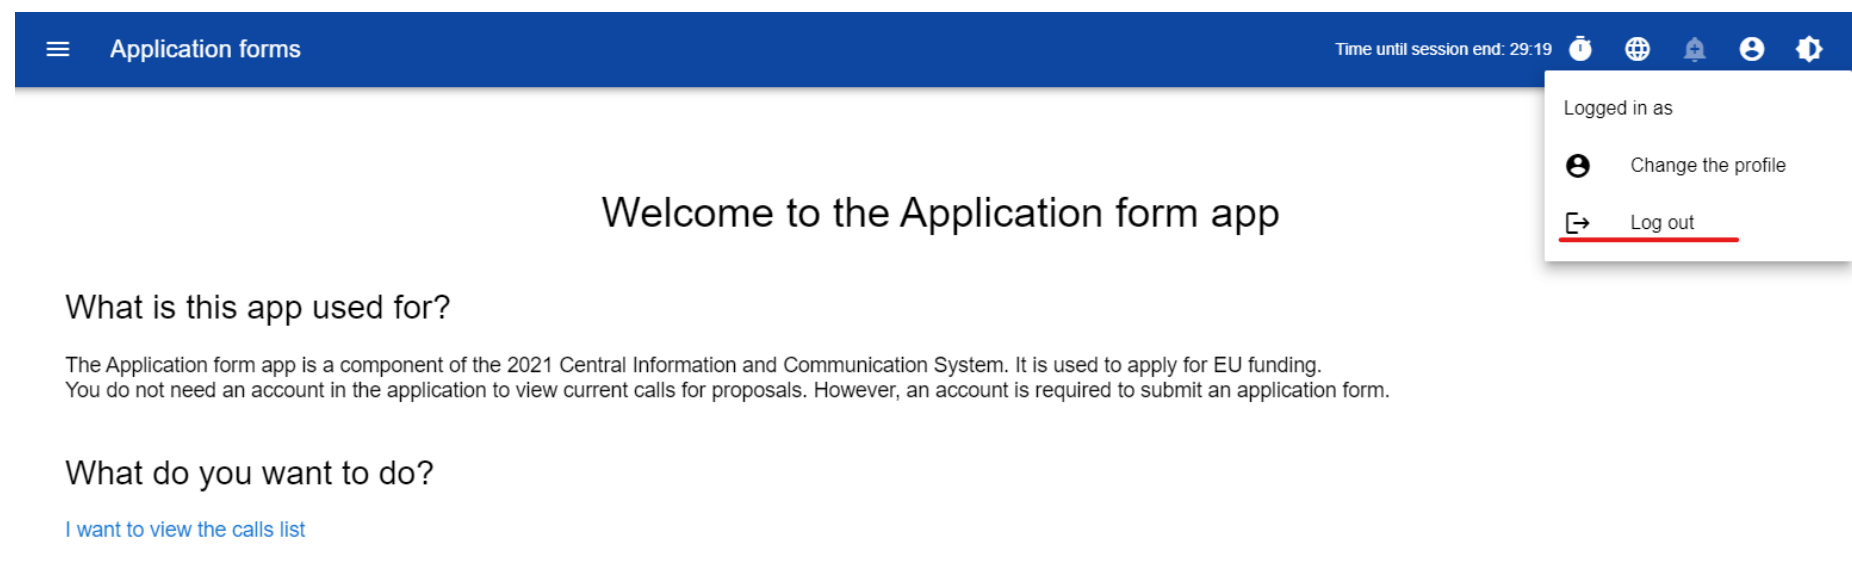 Application forms
Time until session end: 29:19
Logged in as
Change the profile
Log out
Welcome to the Application form app
What is this app used for?
The Application form app is a component of the 2021 Central Information and Communication System. It is used to apply for EU funding.
You do not need an account in the application to view current calls for proposals. However, an account is required to submit an application form.
What do you want to do?
I want to view the calls list